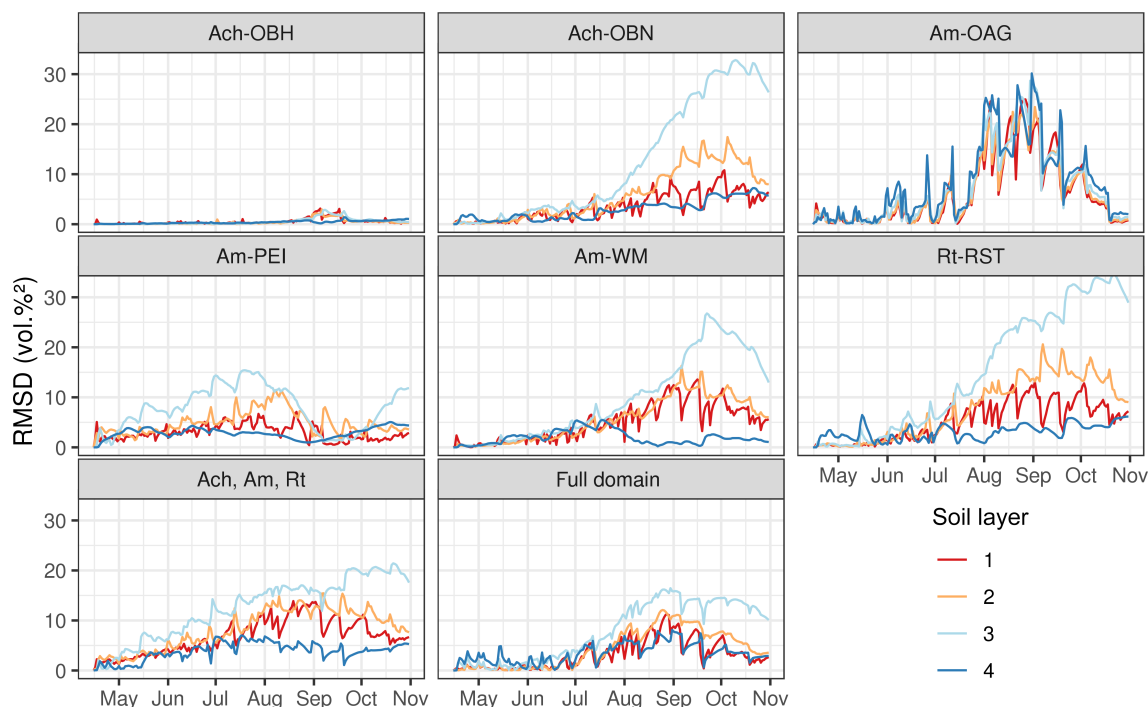 Ach-OBH Ach-OBN Am-OAG
30
20
10
0
Am-PEI Am-WM Rt-RST
30
20
10
0
RMSD (vol.%²)
May Jun Jul Aug Sep Oct Nov
Ach, Am, Rt Full domain
30
20
10
0
May Jun Jul Aug Sep Oct Nov May Jun Jul Aug Sep Oct Nov
Soil layer
1
2
3
4